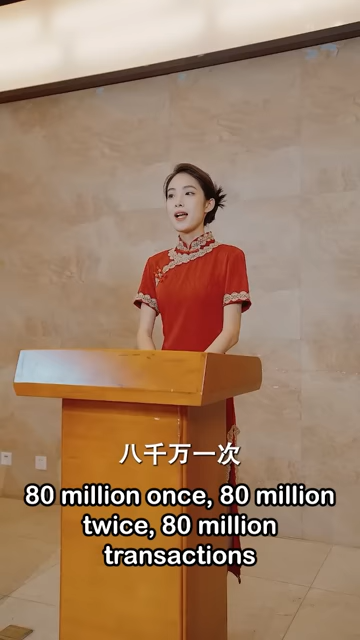 八千万一次
80 million once, 80 million
twice, 80 million
transactions